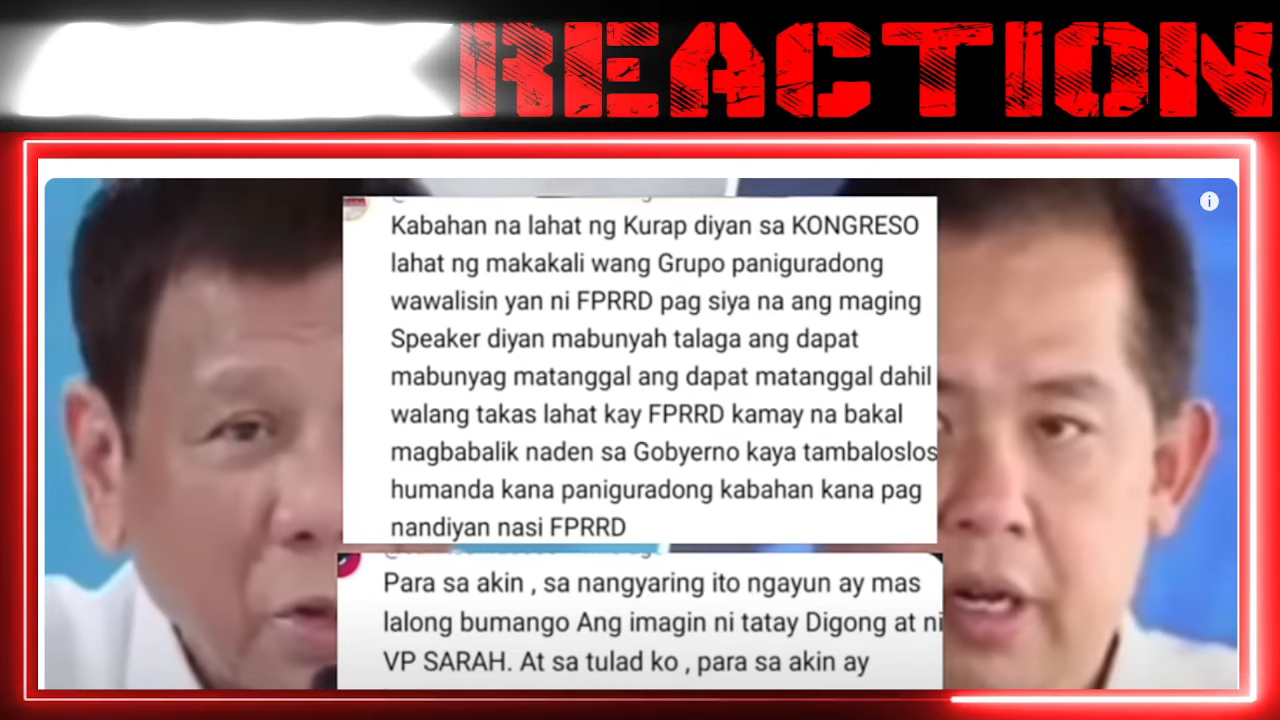 REACTION
Kabahan na lahat ng Kurap diyan sa KONGRESO
lahat ng makakali wang Grupo paniguradong
wawalisin yan ni FPRRD pag siya na ang maging
Speaker diyan mabunyah talaga ang dapat
mabunyag matanggal ang dapat matanggal dahil
walang takas lahat kay FPRRD kamay na bakal
magbabalik naden sa Gobyerno kaya tambaloslos
humanda kana paniguradong kabahan kana pag
nandiyan nasi FPRRD
Para sa akin , sa nangyaring ito ngayun ay mas
lalong bumango Ang imagin ni tatay Digong at ni
VP SARAH. At sa tulad ko , para sa akin ay